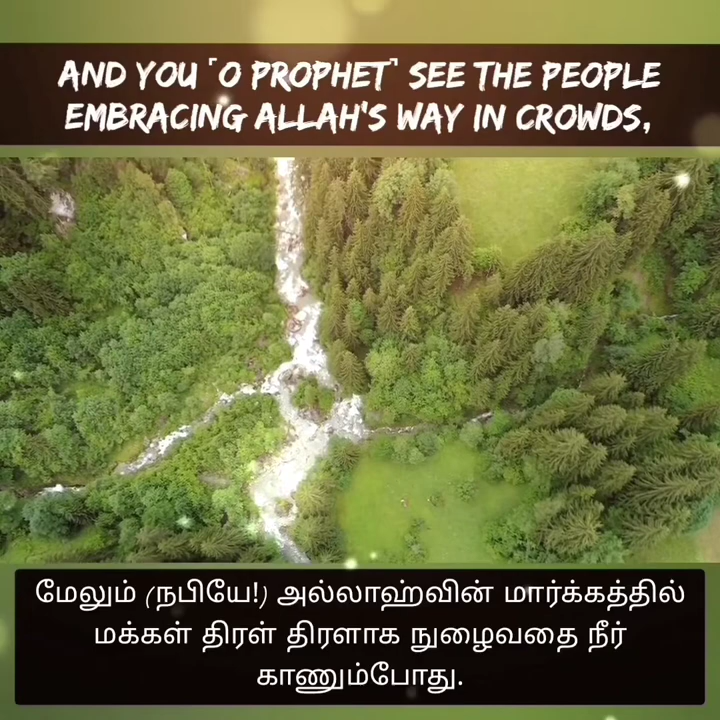 AND YOU ˹O PROPHET˺ SEE THE PEOPLE
EMBRACING ALLAH'S WAY IN CROWDS,
மேலும் (நபியே!) அல்லாஹ்வின் மார்க்கத்தில்
மக்கள் திரள் திரளாக நுழைவதை நீர்
காணும்போது.